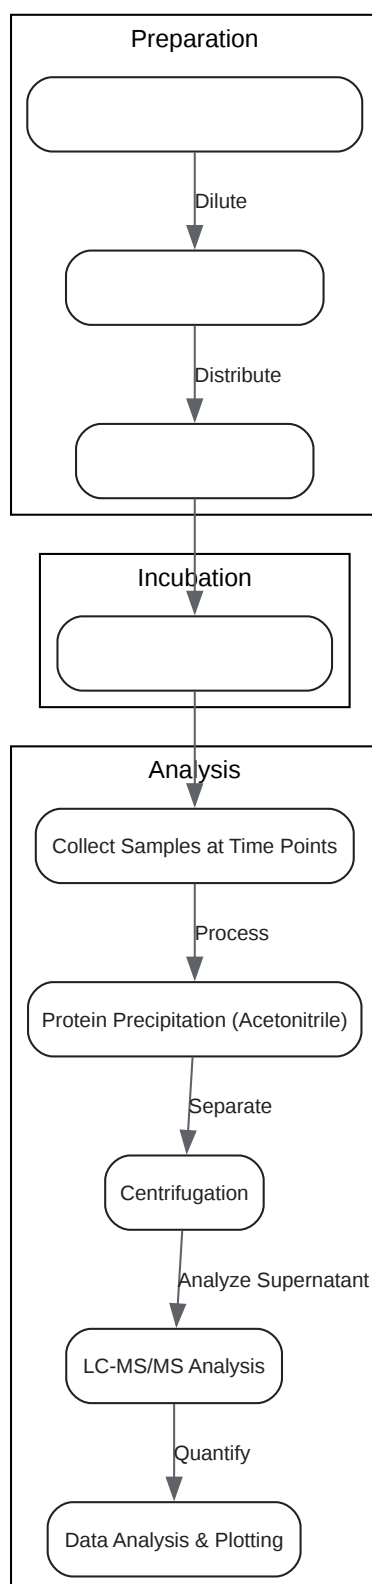 Preparation
Dilute
Distribute
Incubation
Analysis
Collect Samples at Time Points
Process
Protein Precipitation (Acetonitrile)
Separate
Centrifugation
Analyze Supernatant
LC-MS/MS Analysis
Quantify
Data Analysis & Plotting